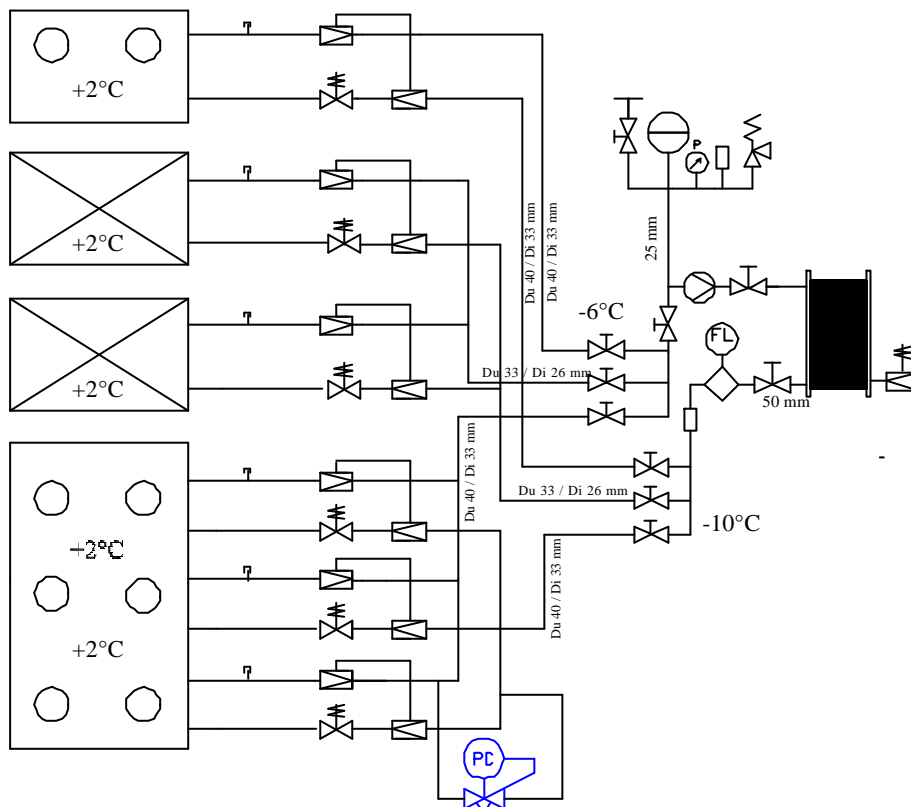 +2°C
+2°C
+2°C
+2°C
+2°C
P
25 mm
Du 40 / Di 33 mm
Du 40 / Di 33 mm
-6°C
FL
Du 33 / Di 26 mm
50 mm
Du 40 / Di 33 mm
Du 33 / Di 26 mm
-10°C
Du 40 / Di 33 mm
-
PC